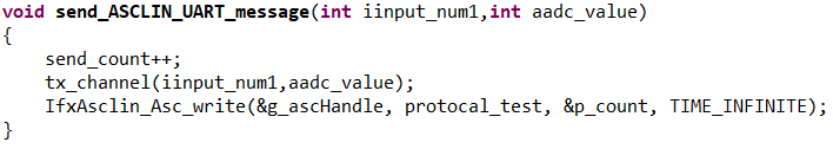 void send_ASCLIN_UART_message(int iinput_num1,int aadc_value)
{
    send_count++;
    tx_channel(iinput_num1,aadc_value);
    IfxAsclin_Asc_write(&g_ascHandle, protocal_test, &p_count, TIME_INFINITE);
}